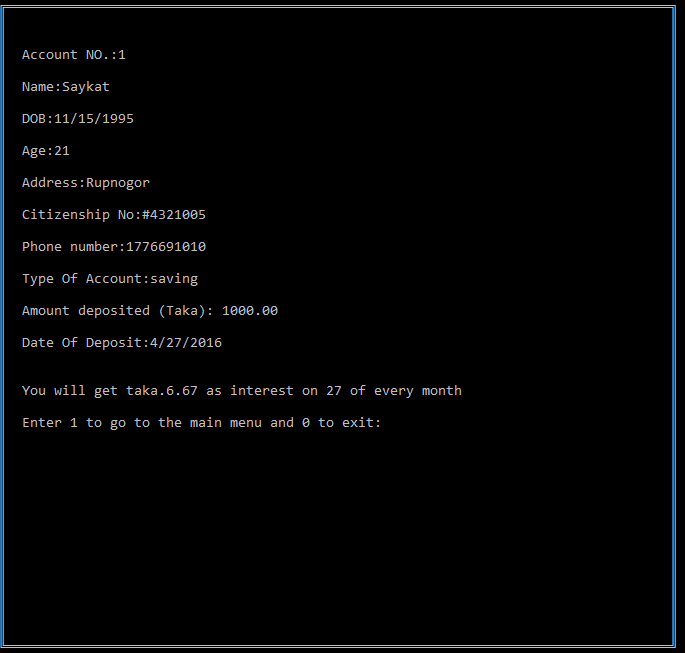 Account NO.:1
Name:Saykat
DOB:11/15/1995
Age:21
Address:Rupnogor
Citizenship No:#4321005
Phone number:1776691010
Type Of Account:saving
Amount deposited (Taka): 1000.00
Date Of Deposit:4/27/2016
You will get taka.6.67 as interest on 27 of every month
Enter 1 to go to the main menu and 0 to exit: